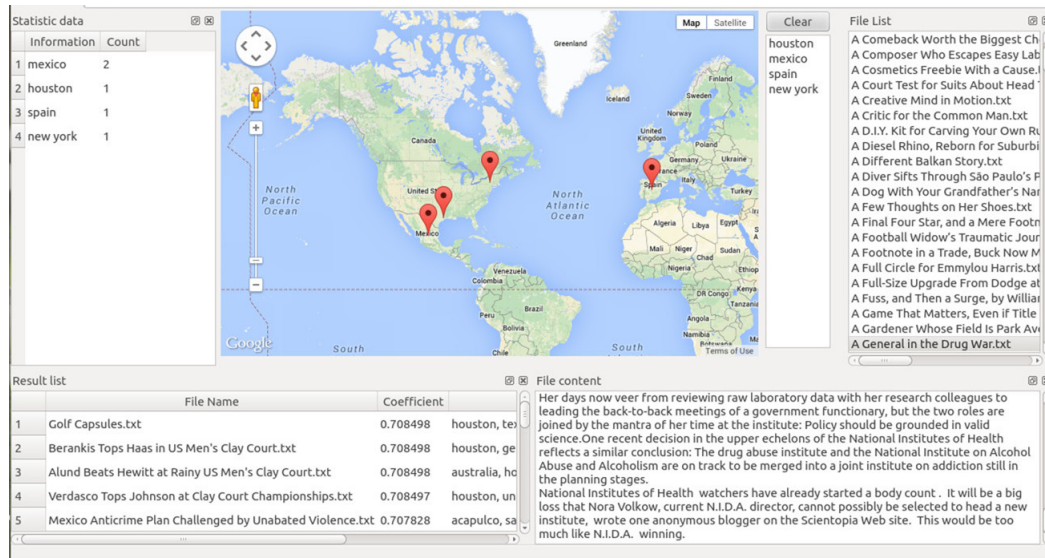 Statistic data
Information Count
1 mexico 2
2 houston 1
3 spain 1
4 new york 1
Map Satellite
Greenland
Iceland
Finland
Sweden
Norway
United Kingdom
Poland
Germany
Ukraine
France
Italy
Spain
Turkey
Canada
United St
Mexico
North Pacific Ocean
North Atlantic Ocean
Algeria
Libya
Egypt
Mali
Niger
Chad
Sudan
Nigeria
Ethiop
DR Congo
Kenya
Tanzania
Angola
Namibia
Botswana
Venezuela
Colombia
Peru
Brazil
Bolivia
Chile
South
South
Google
Terms of Use
Clear
houston
mexico
spain
new york
File List
A Comeback Worth the Biggest Ch
A Composer Who Escapes Easy Lab
A Cosmetics Freebie With a Cause.t
A Court Test for Suits About Head T
A Creative Mind in Motion.txt
A Critic for the Common Man.txt
A D.I.Y. Kit for Carving Your Own Ru
A Diesel Rhino, Reborn for Suburbi
A Different Balkan Story.txt
A Diver Sifts Through São Paulo's P
A Dog With Your Grandfather's Nar
A Few Thoughts on Her Shoes.txt
A Final Four Star, and a Mere Footn
A Football Widow's Traumatic Jour
A Footnote in a Trade, Buck Now M
A Full Circle for Emmylou Harris.txt
A Full-Size Upgrade From Dodge at
A Fuss, and Then a Surge, by Williar
A Game That Matters, Even if Title
A Gardener Whose Field Is Park Ave
A General in the Drug War.txt
Result list
File Name Coefficient
1 Golf Capsules.txt 0.708498 houston, tex
2 Berankis Tops Haas in US Men's Clay Court.txt 0.708498 houston, ge
3 Alund Beats Hewitt at Rainy US Men's Clay Court.txt 0.708498 australia, ho
4 Verdasco Tops Johnson at Clay Court Championships.txt 0.708497 houston, un
5 Mexico Anticrime Plan Challenged by Unabated Violence.txt 0.707828 acapulco, sa
File content
Her days now veer from reviewing raw laboratory data with her research colleagues to
leading the back-to-back meetings of a government functionary, but the two roles are
joined by the mantra of her time at the institute: Policy should be grounded in valid
science.One recent decision in the upper echelons of the National Institutes of Health
reflects a similar conclusion: The drug abuse institute and the National Institute on Alcohol
Abuse and Alcoholism are on track to be merged into a joint institute on addiction still in
the planning stages.
National Institutes of Health watchers have already started a body count . It will be a big
loss that Nora Volkow, current N.I.D.A. director, cannot possibly be selected to head a new
institute, wrote one anonymous blogger on the Scientopia Web site. This would be too
much like N.I.D.A. winning.